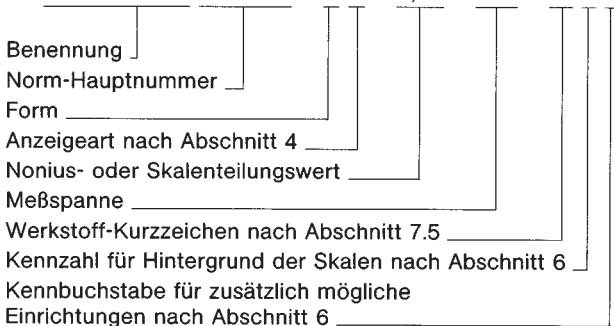 Benennung
Norm-Hauptnummer
Form
Anzeigeart nach Abschnitt 4
Nonius- oder Skalenteilungswert
Meßspanne
Werkstoff-Kurzzeichen nach Abschnitt 7.5
Kennzahl für Hintergrund der Skalen nach Abschnitt 6
Kennbuchstabe für zusätzlich mögliche
Einrichtungen nach Abschnitt 6